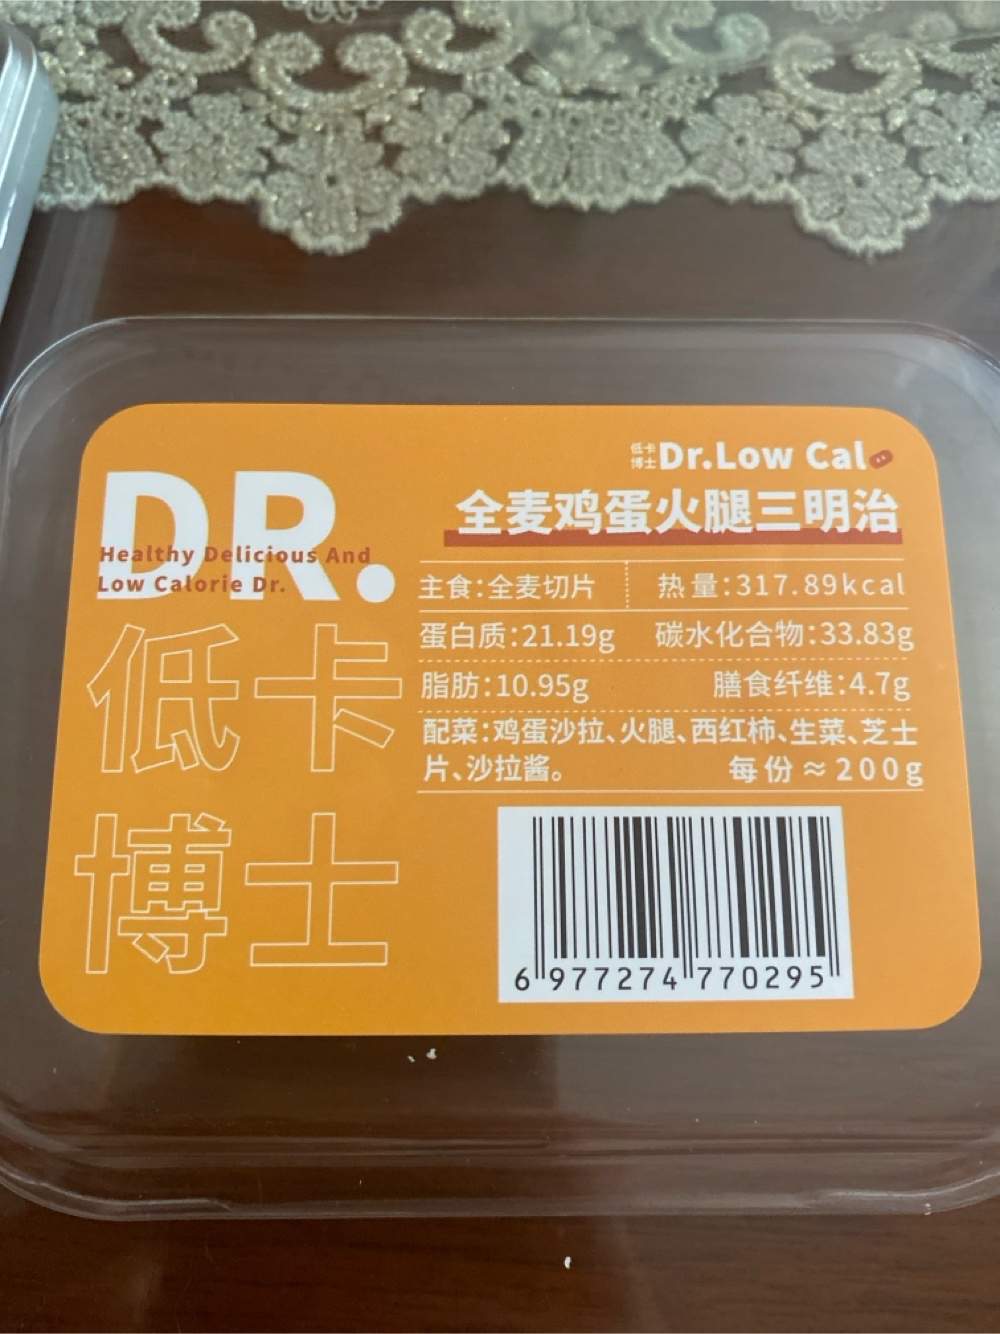 DR.
Healthy Delicious And
Low Calorie Dr.
低卡
博士
低卡
博士
Dr.Low Cal
全麦鸡蛋火腿三明治
主食:全麦切片 热量:317.89kcal
蛋白质:21.19g 碳水化合物:33.83g
脂肪:10.95g 膳食纤维:4.7g
配菜:鸡蛋沙拉、火腿、西红柿、生菜、芝士
片、沙拉酱。 每份≈200g
6 977274 770295